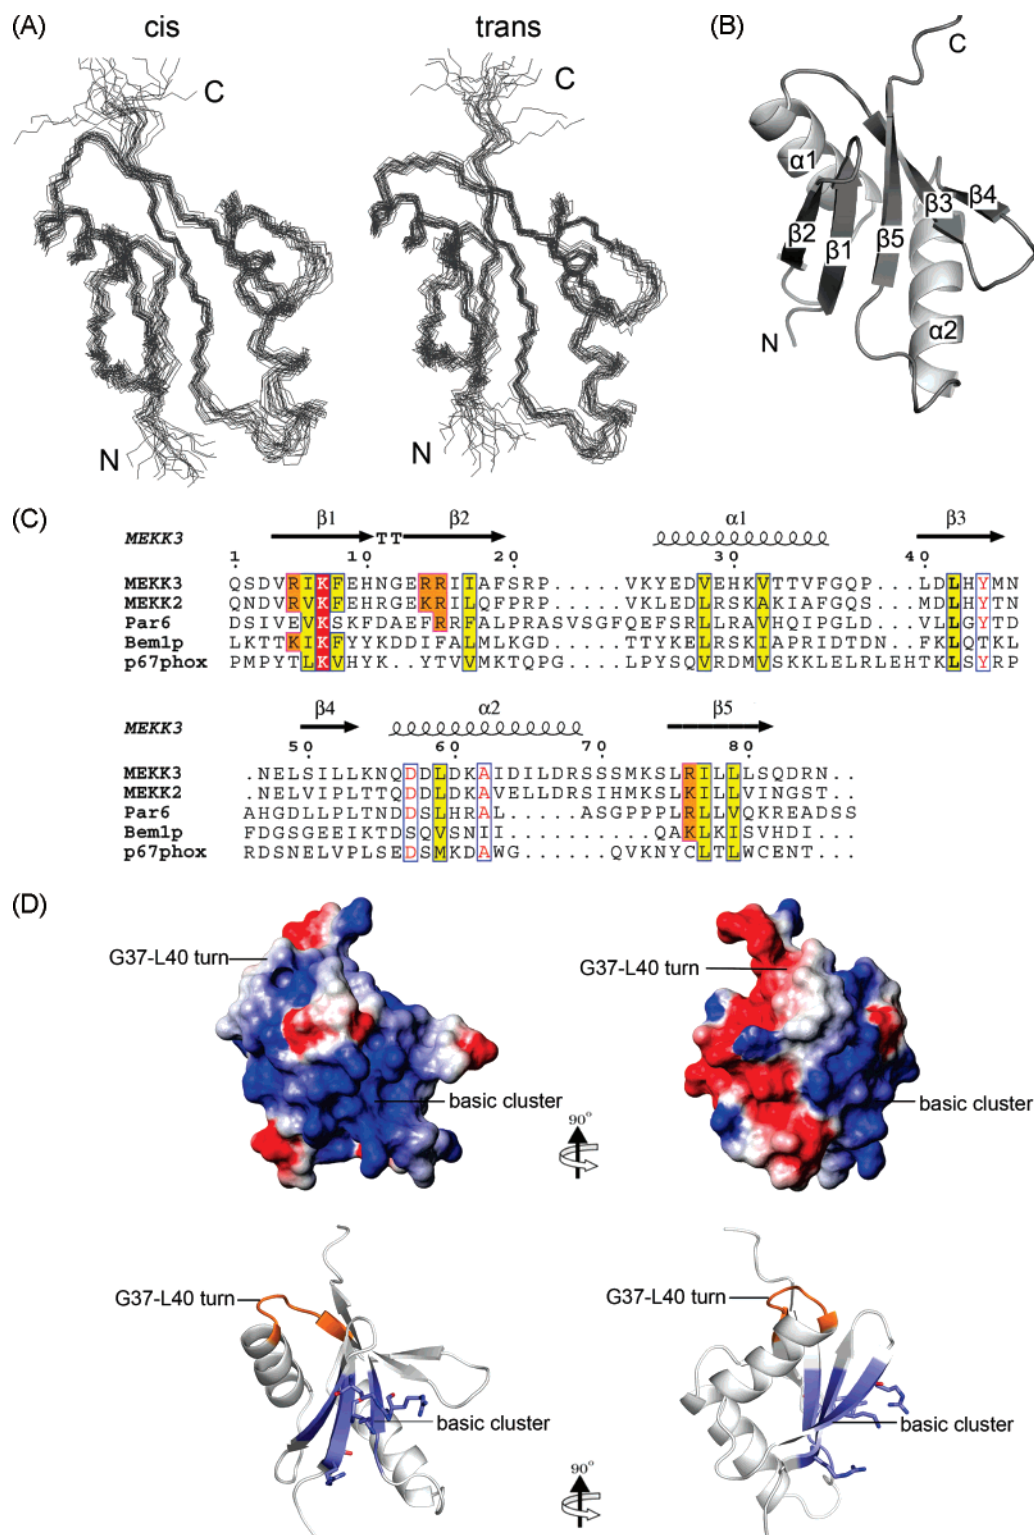 (A) cis trans (B)
C C C
α1 β3 β4
β2 β1 β5
α2
N N N
(C)
β1 β2 α1 β3
MEKK3 TT
1 10 20 30 40
MEKK3 QSDVRIKFEHNGERRIIAFSRP.....VKYEDVEHKVTTVFGQP...LDLHYMN
MEKK2 QNDVRVKFEHRGEKRILQFPRP.....VKLEDLRSKAKIAFGQS...MDLHYTN
Par6 DSIVEVKSKFDAEFRRFALPRASVSGFQEFSRLLRAVHQIPG...LDVLLGYTD
Bem1p LKTTKIKFYYKDDIFALMLKGD.....TTYKELRSKIAPRIDTDN..FKLQTKL
p67phox PMPYTLKVHYK..YTVVMKTQPG...LPYSQVRDMVSKKLELRLEHTKLSYRP
β4 α2 β5
MEKK3
50 60 70 80
MEKK3 .NELSILLKNQDDLDKAIDILDRSSSMKSLRILLLSQDRN..
MEKK2 .NELVIPLTTQDDLDKAVELLDRSIHMKSLKILLVINGST..
Par6 AHGDLLPLTNDDSLHRAL......ASGPPPLRLLVQKREADSS
Bem1p FDGSGEEIKTDSQVSNII...........QAKLKISVHDI...
p67phox RDSNELVPLSEDSMKDAWG......QVKNYCLTLWCENT...
(D)
G37-L40 turn G37-L40 turn
basic cluster basic cluster
90°
G37-L40 turn G37-L40 turn
basic cluster basic cluster
90° 90°